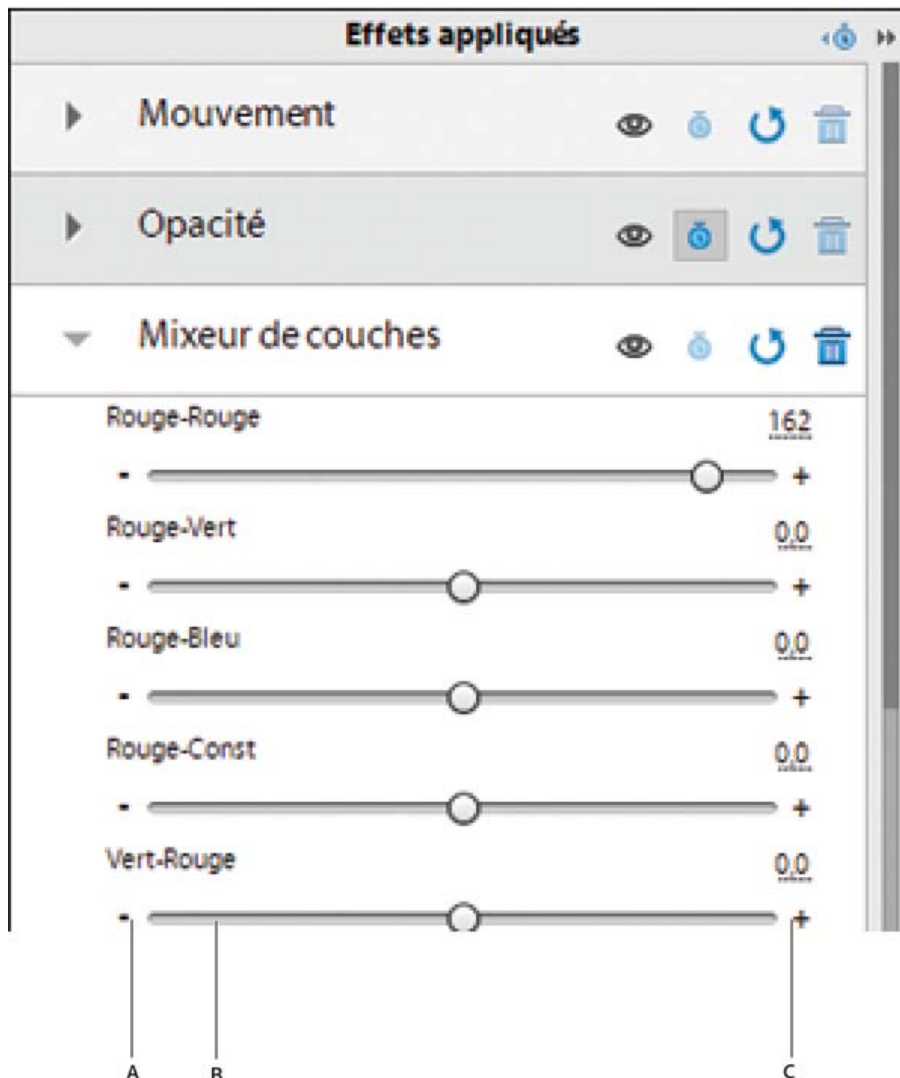 Effets appliqués
Mouvement
Opacité
Mixeur de couches
Rouge-Rouge 162
- +
Rouge-Vert 0,0
- +
Rouge-Bleu 0,0
- +
Rouge-Const 0,0
- +
Vert-Rouge 0,0
- +
A B C